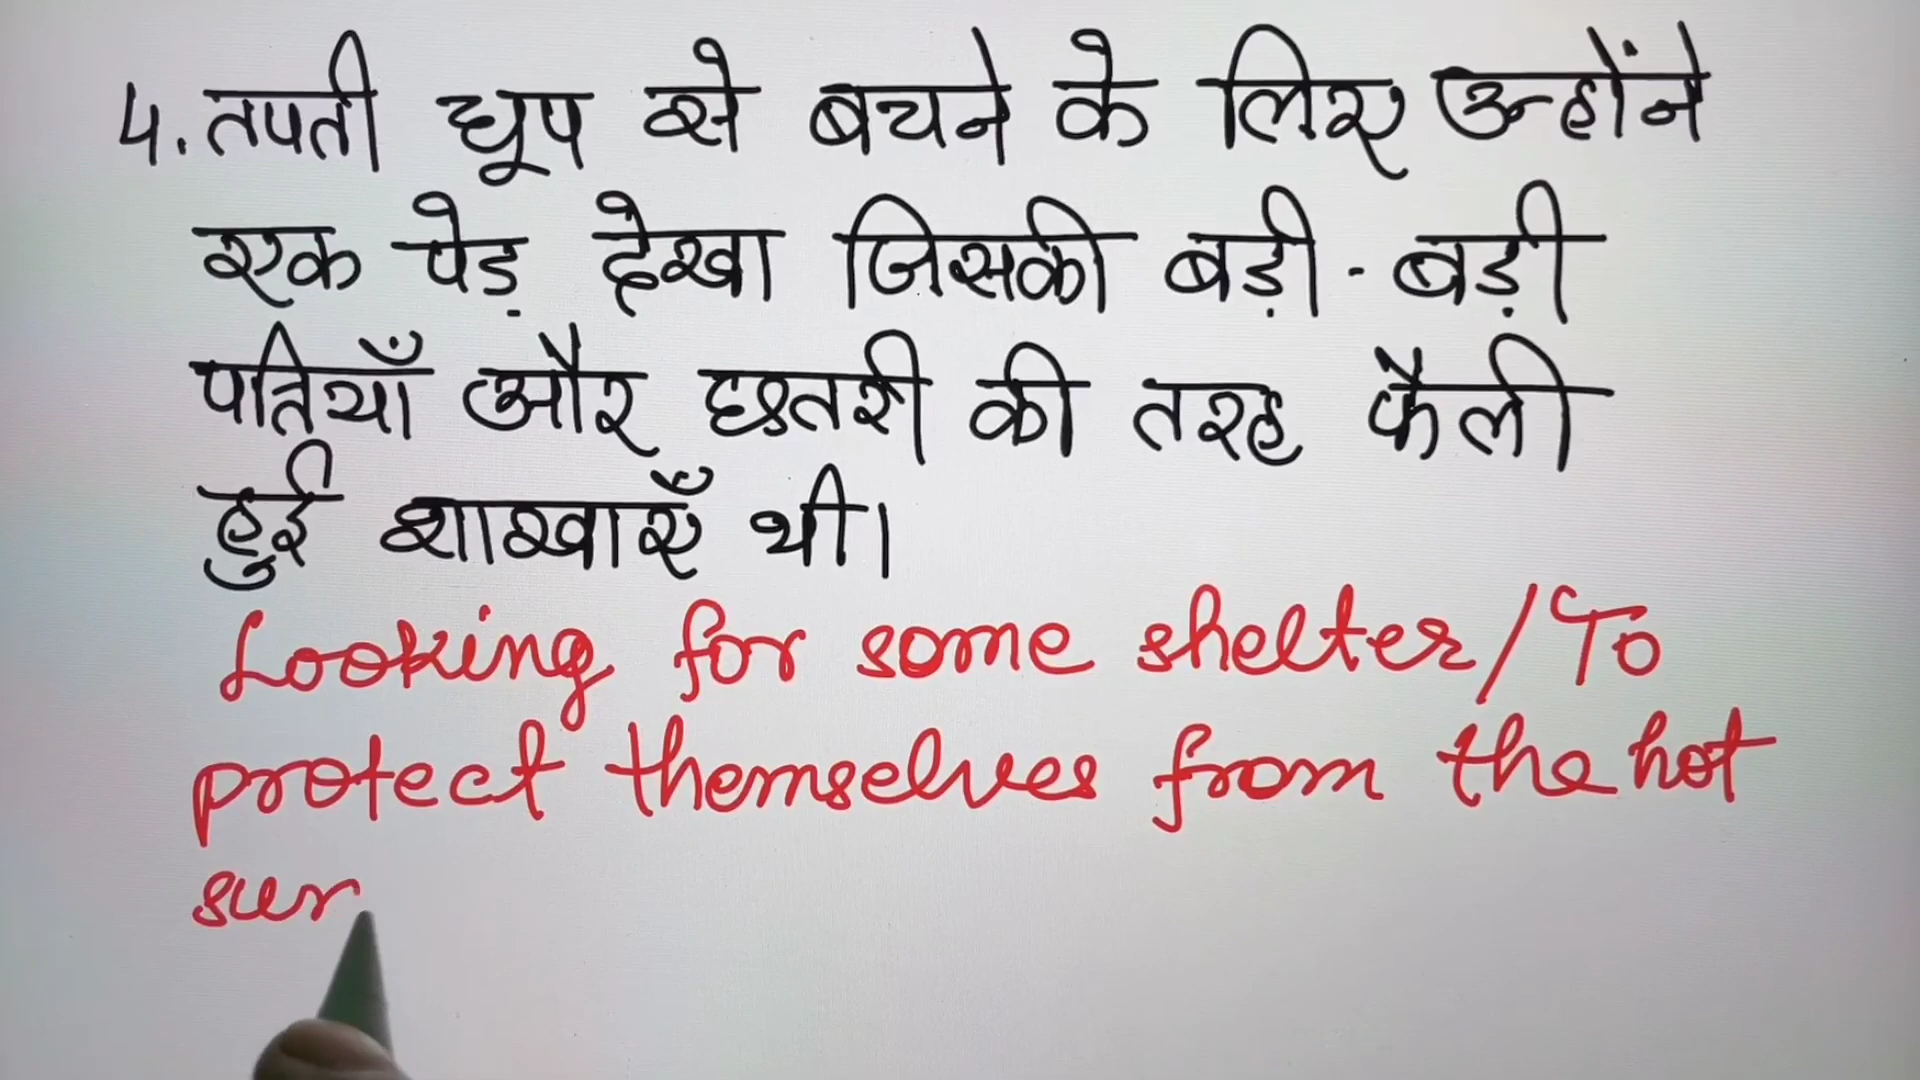 4. तपती धूप से बचने के लिए उन्होंने
एक पेड़ देखा जिसकी बड़ी-बड़ी
पतियाँ और छतरी की तरह फैली
हुई शाखाएँ थी।
Looking for some shelter/To
protect themselves from the hot
sun